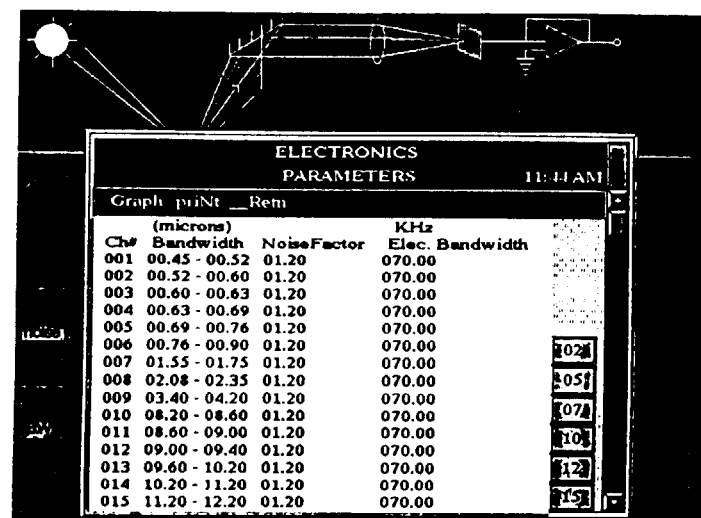 ELECTRONICS
PARAMETERS 11:44 AM
Graph priNt __Retn
(microns) KHz
Ch# Bandwidth NoiseFactor Elec. Bandwidth
001 00.45 - 00.52 01.20 070.00
002 00.52 - 00.60 01.20 070.00
003 00.60 - 00.63 01.20 070.00
004 00.63 - 00.69 01.20 070.00
005 00.69 - 00.76 01.20 070.00
006 00.76 - 00.90 01.20 070.00
007 01.55 - 01.75 01.20 070.00
008 02.08 - 02.35 01.20 070.00
009 03.40 - 04.20 01.20 070.00
010 08.20 - 08.60 01.20 070.00
011 08.60 - 09.00 01.20 070.00
012 09.00 - 09.40 01.20 070.00
013 09.60 - 10.20 01.20 070.00
014 10.20 - 11.20 01.20 070.00
015 11.20 - 12.20 01.20 070.00
02
05
07
10
12
15